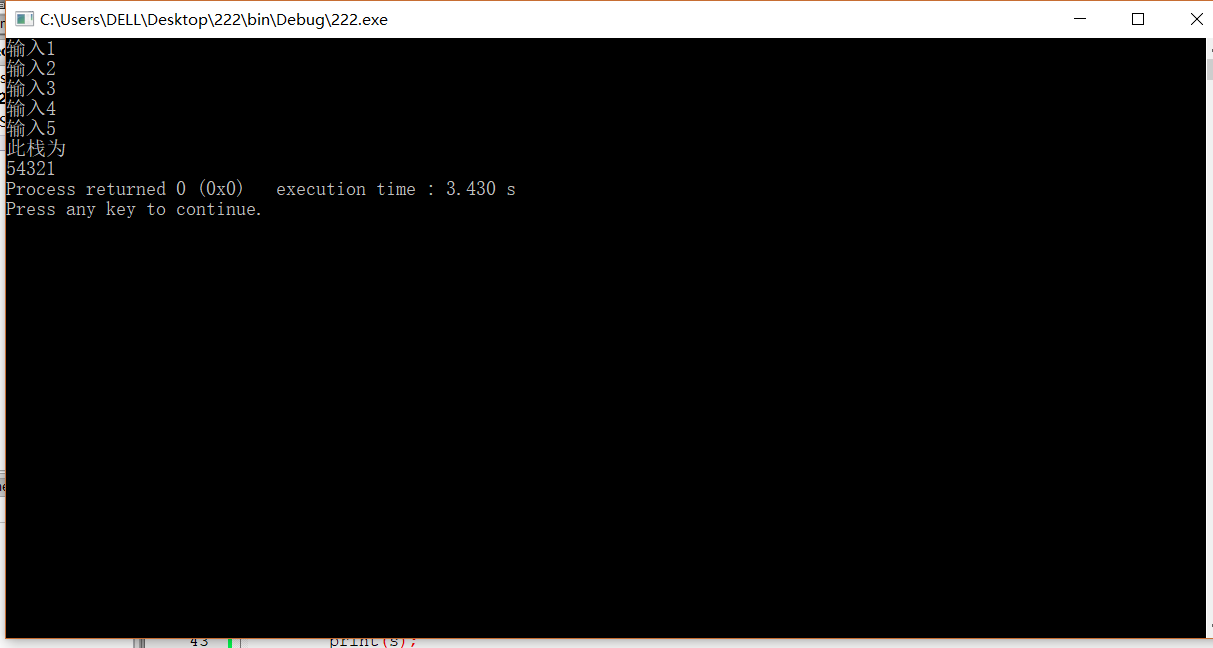 C:\Users\DELL\Desktop\222\bin\Debug\222.exe
输入1
输入2
输入3
输入4
输入5
此栈为
54321
Process returned 0 (0x0)   execution time : 3.430 s
Press any key to continue.
43 print(s);